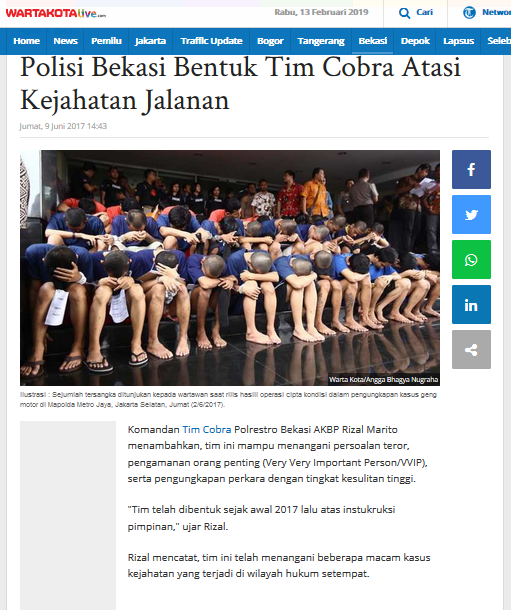 WARTAKOTAlive.com
Rabu, 13 Februari 2019
Cari
Networ
Home News Pemilu Jakarta Traffic Update Bogor Tangerang Bekasi Depok Lapsus Seleb
Polisi Bekasi Bentuk Tim Cobra Atasi
Kejahatan Jalanan
Jumat, 9 Juni 2017 14:43
Warta Kota/Angga Bhagya Nugraha
Ilustrasi : Sejumlah tersangka ditunjukan kepada wartawan saat rilis hasill operasi cipta kondisi dalam pengungkapan kasus geng
motor di Mapolda Metro Jaya, Jakarta Selatan, Jumat (2/6/2017).
Komandan Tim Cobra Polrestro Bekasi AKBP Rizal Marito
menambahkan, tim ini mampu menangani persoalan teror,
pengamanan orang penting (Very Very Important Person/VVIP),
serta pengungkapan perkara dengan tingkat kesulitan tinggi.
"Tim telah dibentuk sejak awal 2017 lalu atas instukruksi
pimpinan," ujar Rizal.
Rizal mencatat, tim ini telah menangani beberapa macam kasus
kejahatan yang terjadi di wilayah hukum setempat.